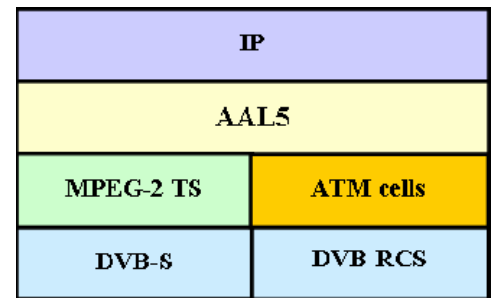 IP
AAL5
MPEG-2 TS
ATM cells
DVB-S
DVB RCS